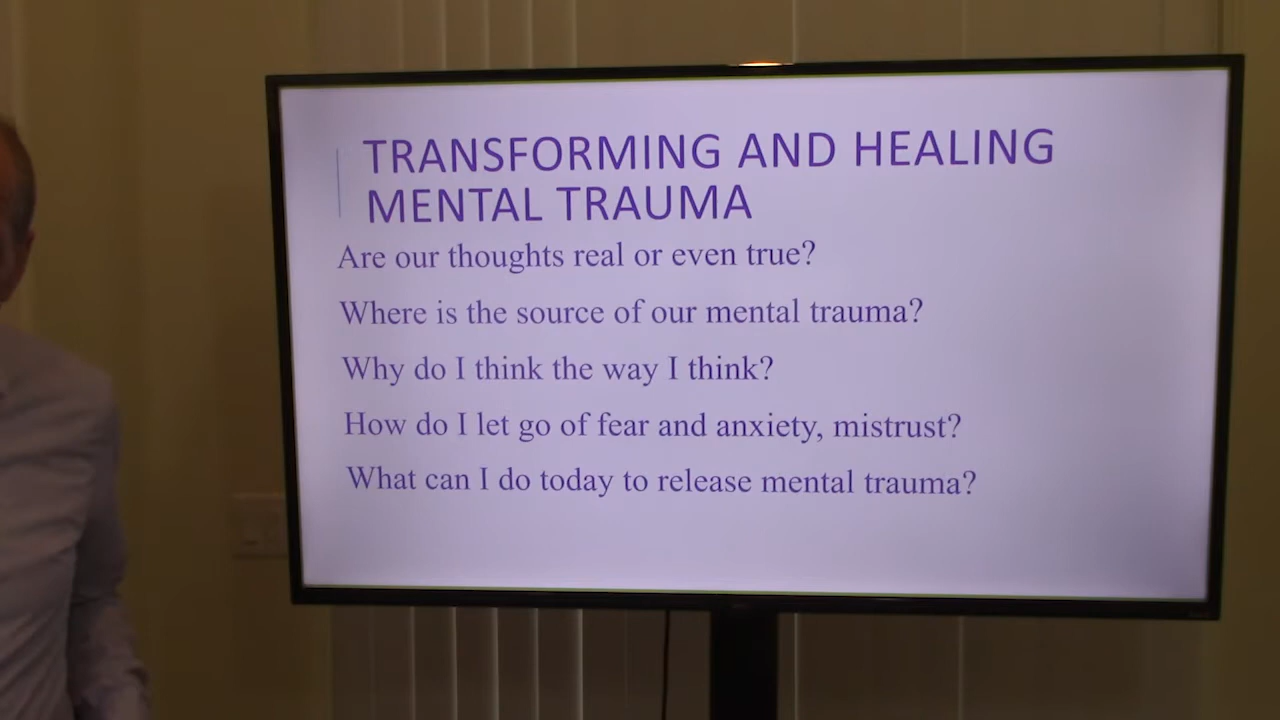 TRANSFORMING AND HEALING
MENTAL TRAUMA
Are our thoughts real or even true?
Where is the source of our mental trauma?
Why do I think the way I think?
How do I let go of fear and anxiety, mistrust?
What can I do today to release mental trauma?